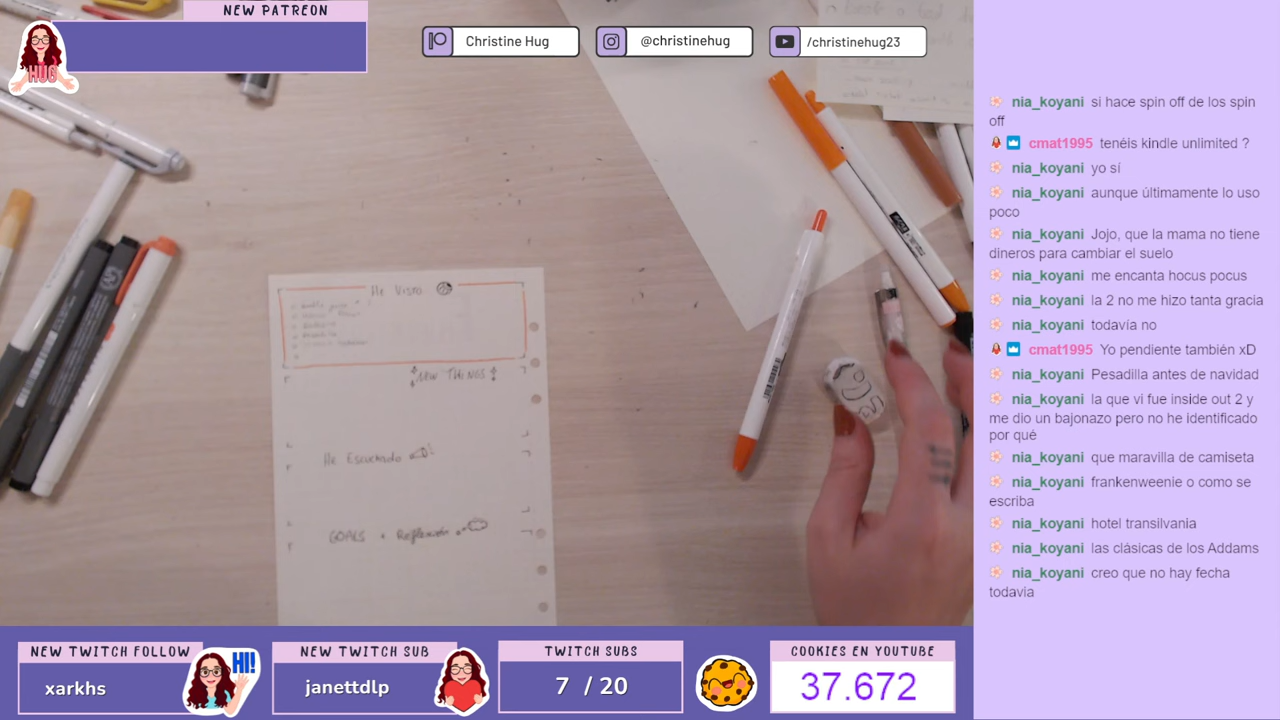 NEW PATREON
HUG
Christine Hug
@christinehug
/christinehug23
nia_koyani si hace spin off de los spin
off
cmat1995 tenéis kindle unlimited ?
nia_koyani yo sí
nia_koyani aunque últimamente lo uso
poco
nia_koyani Jojo, que la mama no tiene
dineros para cambiar el suelo
nia_koyani me encanta hocus pocus
nia_koyani la 2 no me hizo tanta gracia
nia_koyani todavía no
cmat1995 Yo pendiente también xD
nia_koyani Pesadilla antes de navidad
nia_koyani la que vi fue inside out 2 y
me dio un bajonazo pero no he identificado
por qué
nia_koyani que maravilla de camiseta
nia_koyani frankenweenie o como se
escriba
nia_koyani hotel transilvania
nia_koyani las clásicas de los Addams
nia_koyani creo que no hay fecha
todavia
He Visto
NEW THINGS
He Escuchado
GOALS + Reflexión
NEW TWITCH FOLLOW
xarkhs
HI!
NEW TWITCH SUB
janettdlp
TWITCH SUBS
7 / 20
COOKIES EN YOUTUBE
37.672